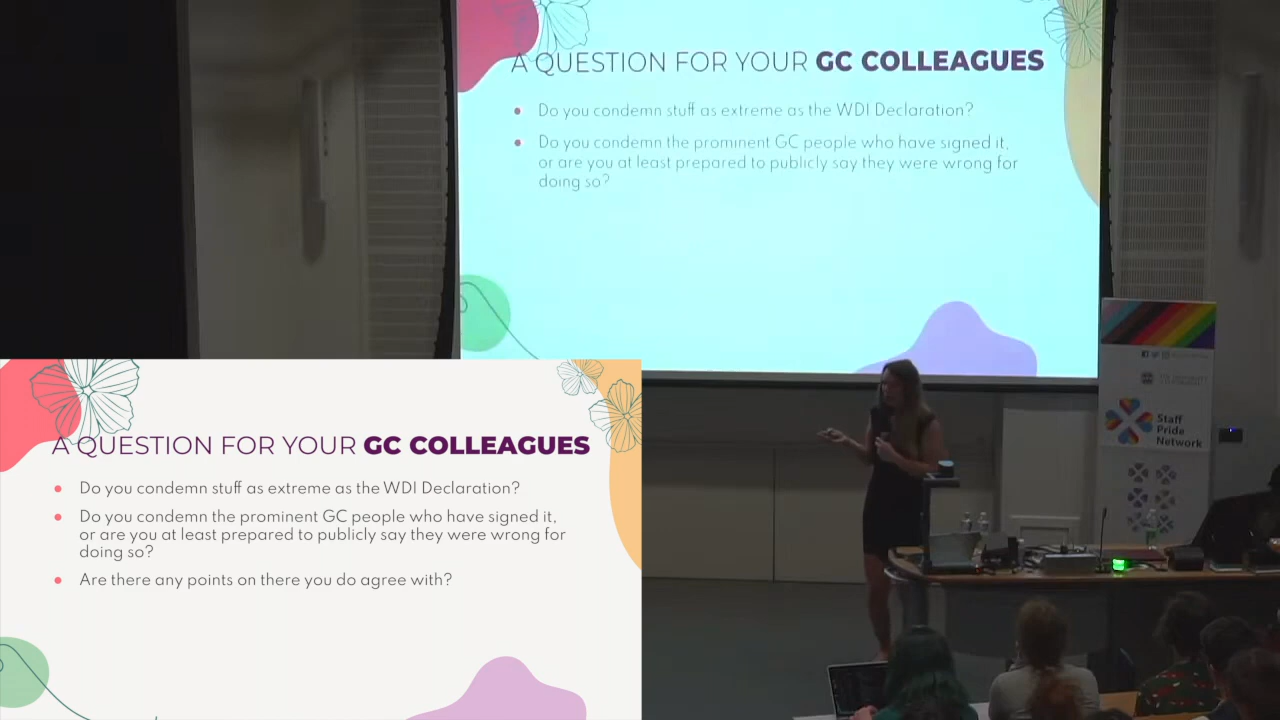 A QUESTION FOR YOUR GC COLLEAGUES
Do you condemn stuff as extreme as the WDI Declaration?
Do you condemn the prominent GC people who have signed it,
or are you at least prepared to publicly say they were wrong for
doing so?
Staff
Pride
Network
A QUESTION FOR YOUR GC COLLEAGUES
Do you condemn stuff as extreme as the WDI Declaration?
Do you condemn the prominent GC people who have signed it,
or are you at least prepared to publicly say they were wrong for
doing so?
Are there any points on there you do agree with?